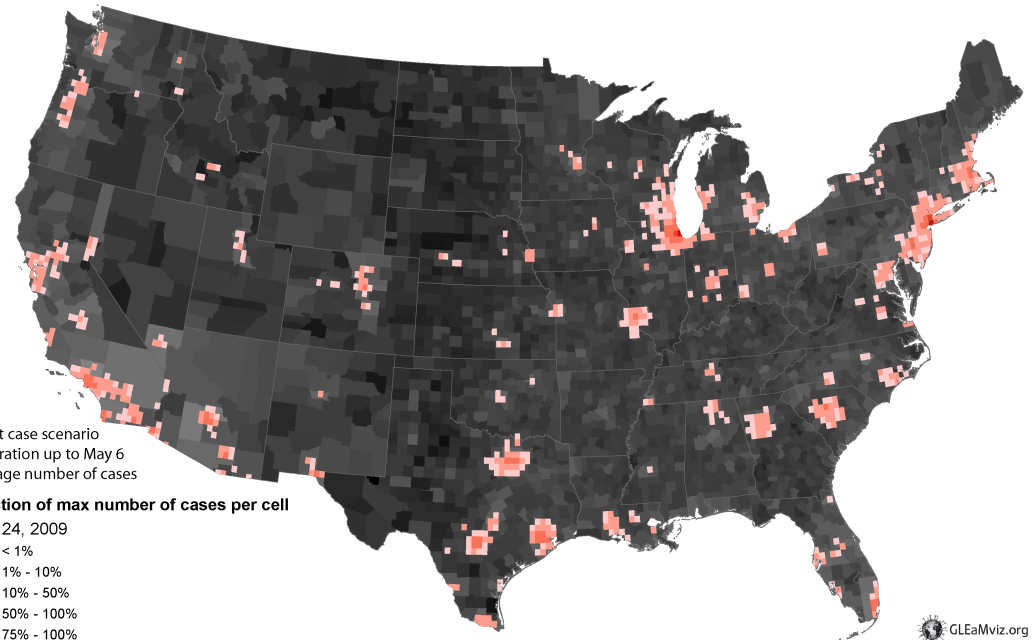 t case scenario
ration up to May 6
age number of cases
tion of max number of cases per cell
24, 2009
< 1%
1% - 10%
10% - 50%
50% - 100%
75% - 100%
GLEaMviz.org